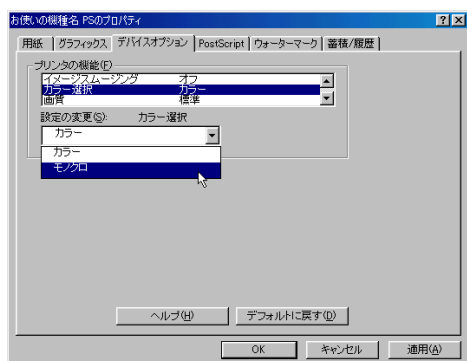 お使いの機種名 PSのプロパティ
用紙 グラフィックス デバイスオプション PostScript ウォーターマーク 蓄積/履歴
プリンタの機能(F)
イメージスムージング オフ
カラー選択 カラー
画質 標準
設定の変更(S): カラー選択
カラー
カラー
モノクロ
ヘルプ(H) デフォルトに戻す(D)
OK キャンセル 適用(A)